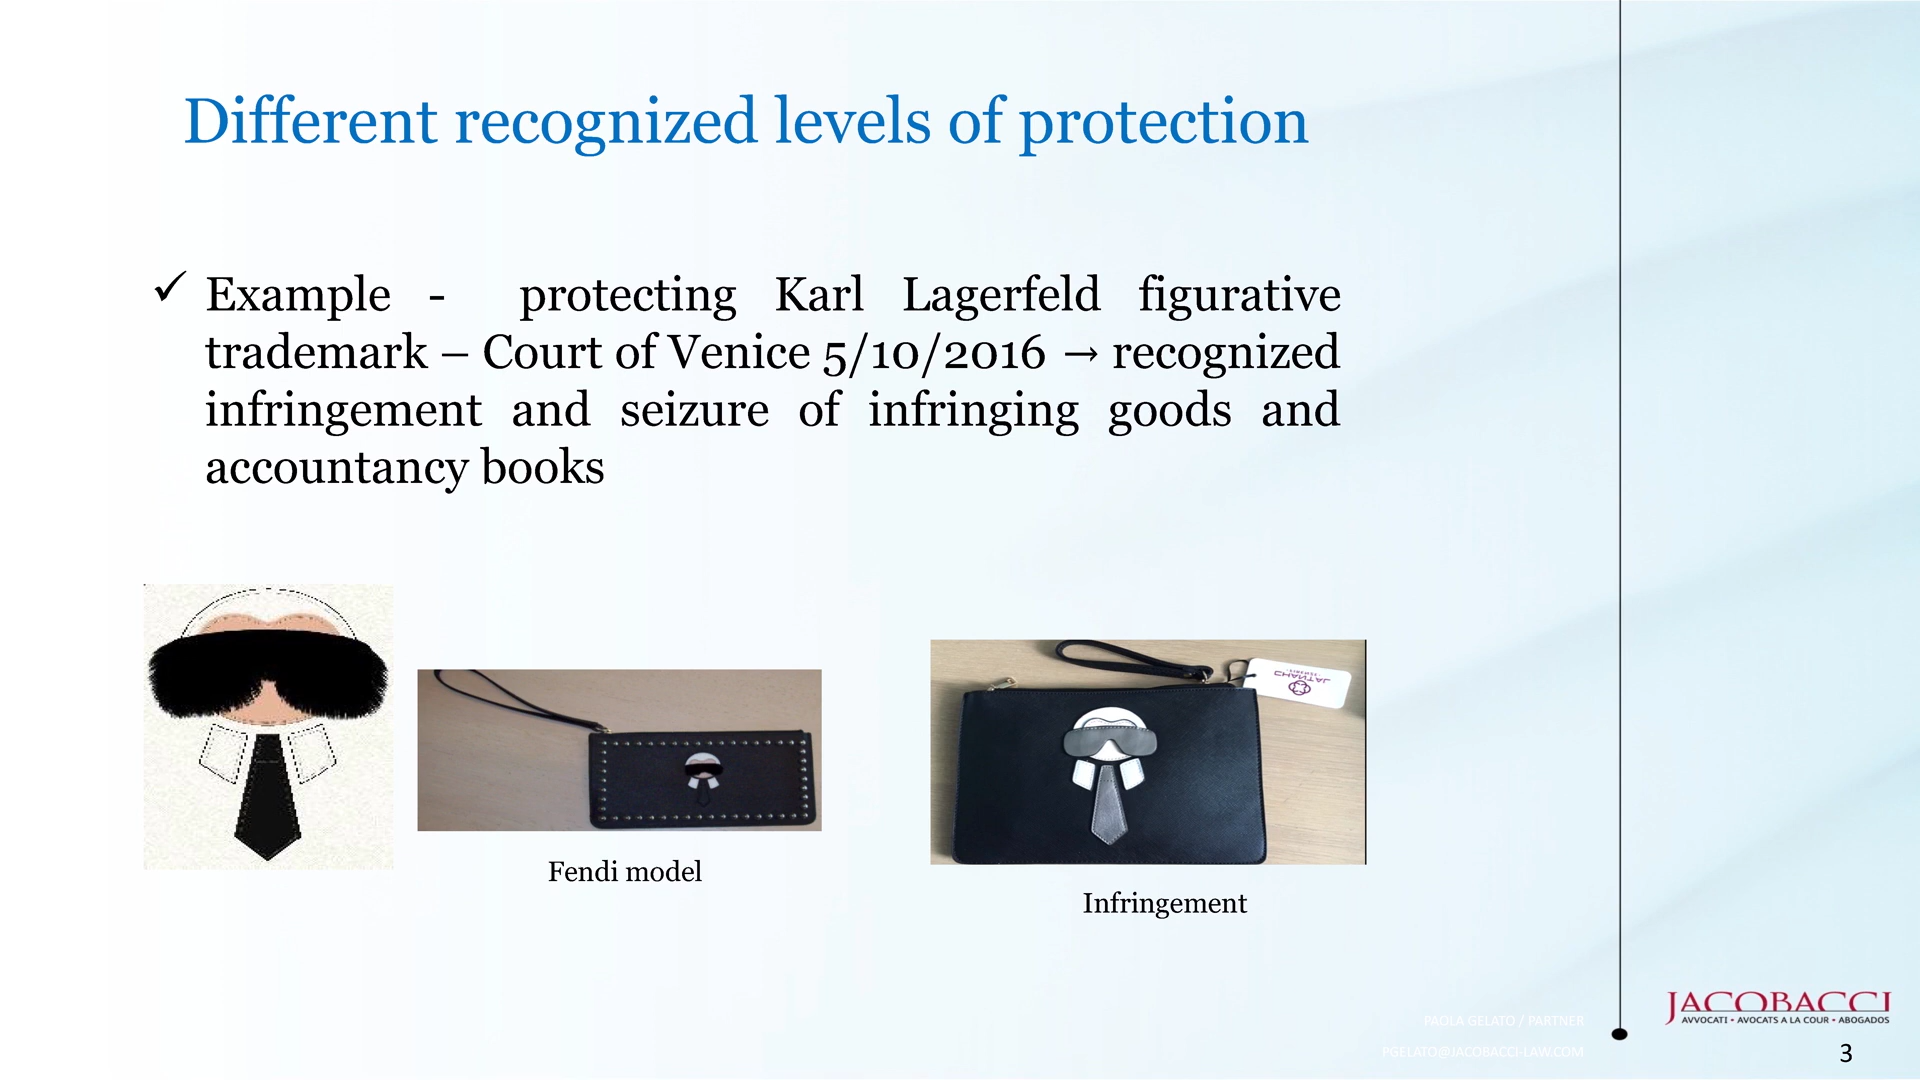 Different recognized levels of protection
✓ Example - protecting Karl Lagerfeld figurative
trademark – Court of Venice 5/10/2016 → recognized
infringement and seizure of infringing goods and
accountancy books
Fendi model
Infringement
PAOLA GELATO / PARTNER
PGELATO@JACOBACCI-LAW.COM
JACOBACCI
AVVOCATI • AVOCATS A LA COUR • ABOGADOS
3